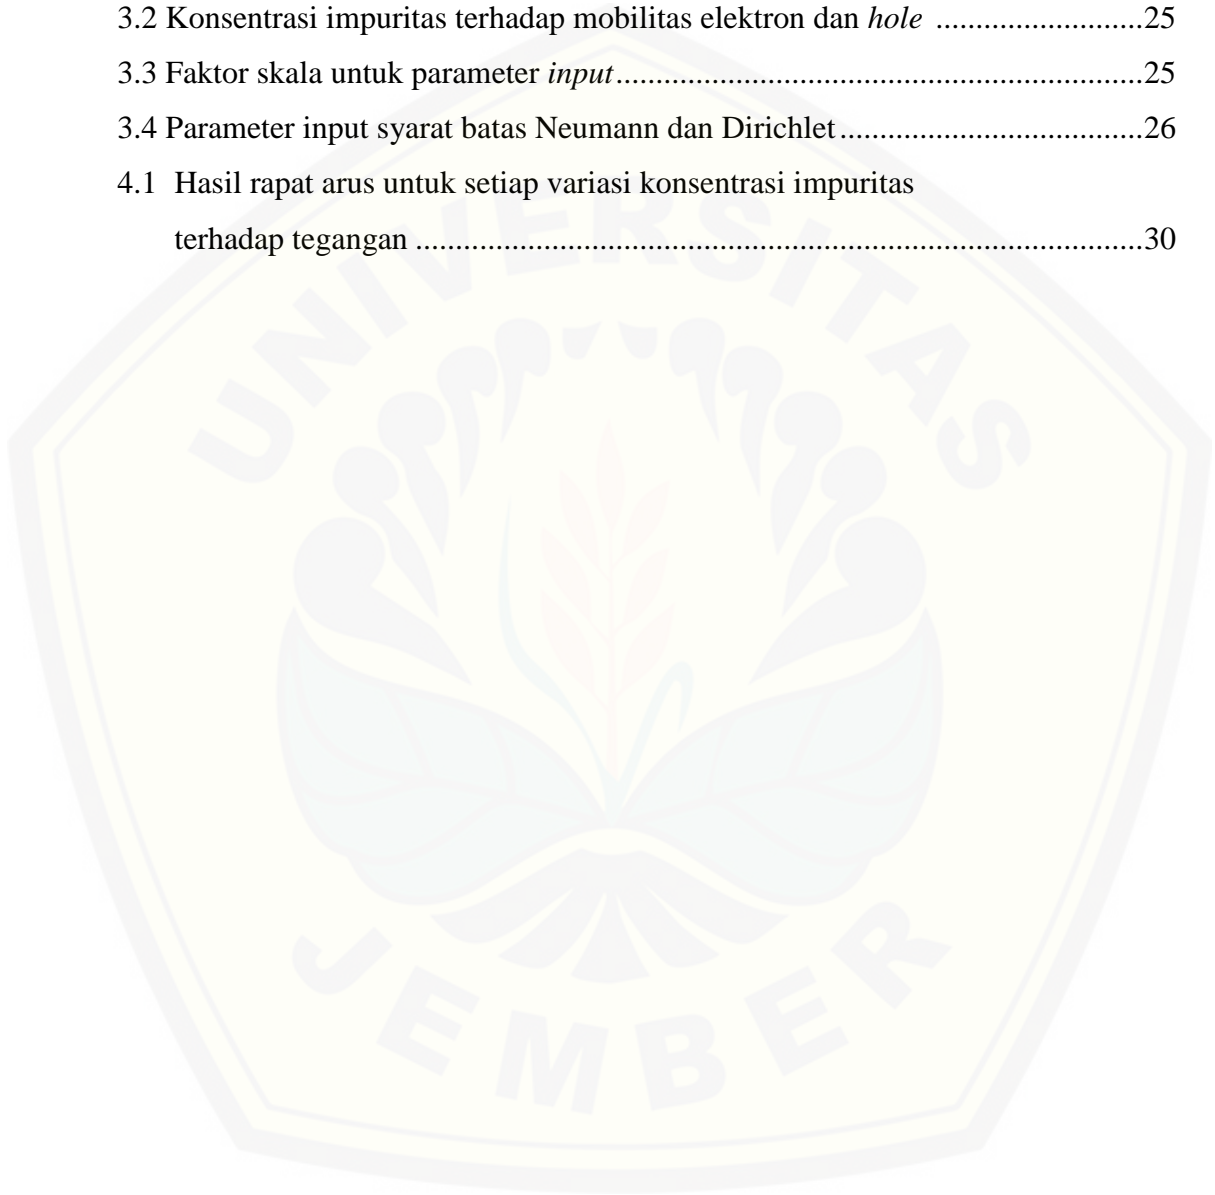 3.2 Konsentrasi impuritas terhadap mobilitas elektron dan hole ......................25
3.3 Faktor skala untuk parameter input..................................................................25
3.4 Parameter input syarat batas Neumann dan Dirichlet......................................26
4.1 Hasil rapat arus untuk setiap variasi konsentrasi impuritas
terhadap tegangan ...........................................................................................30
UNIVERSITAS
JEMBER